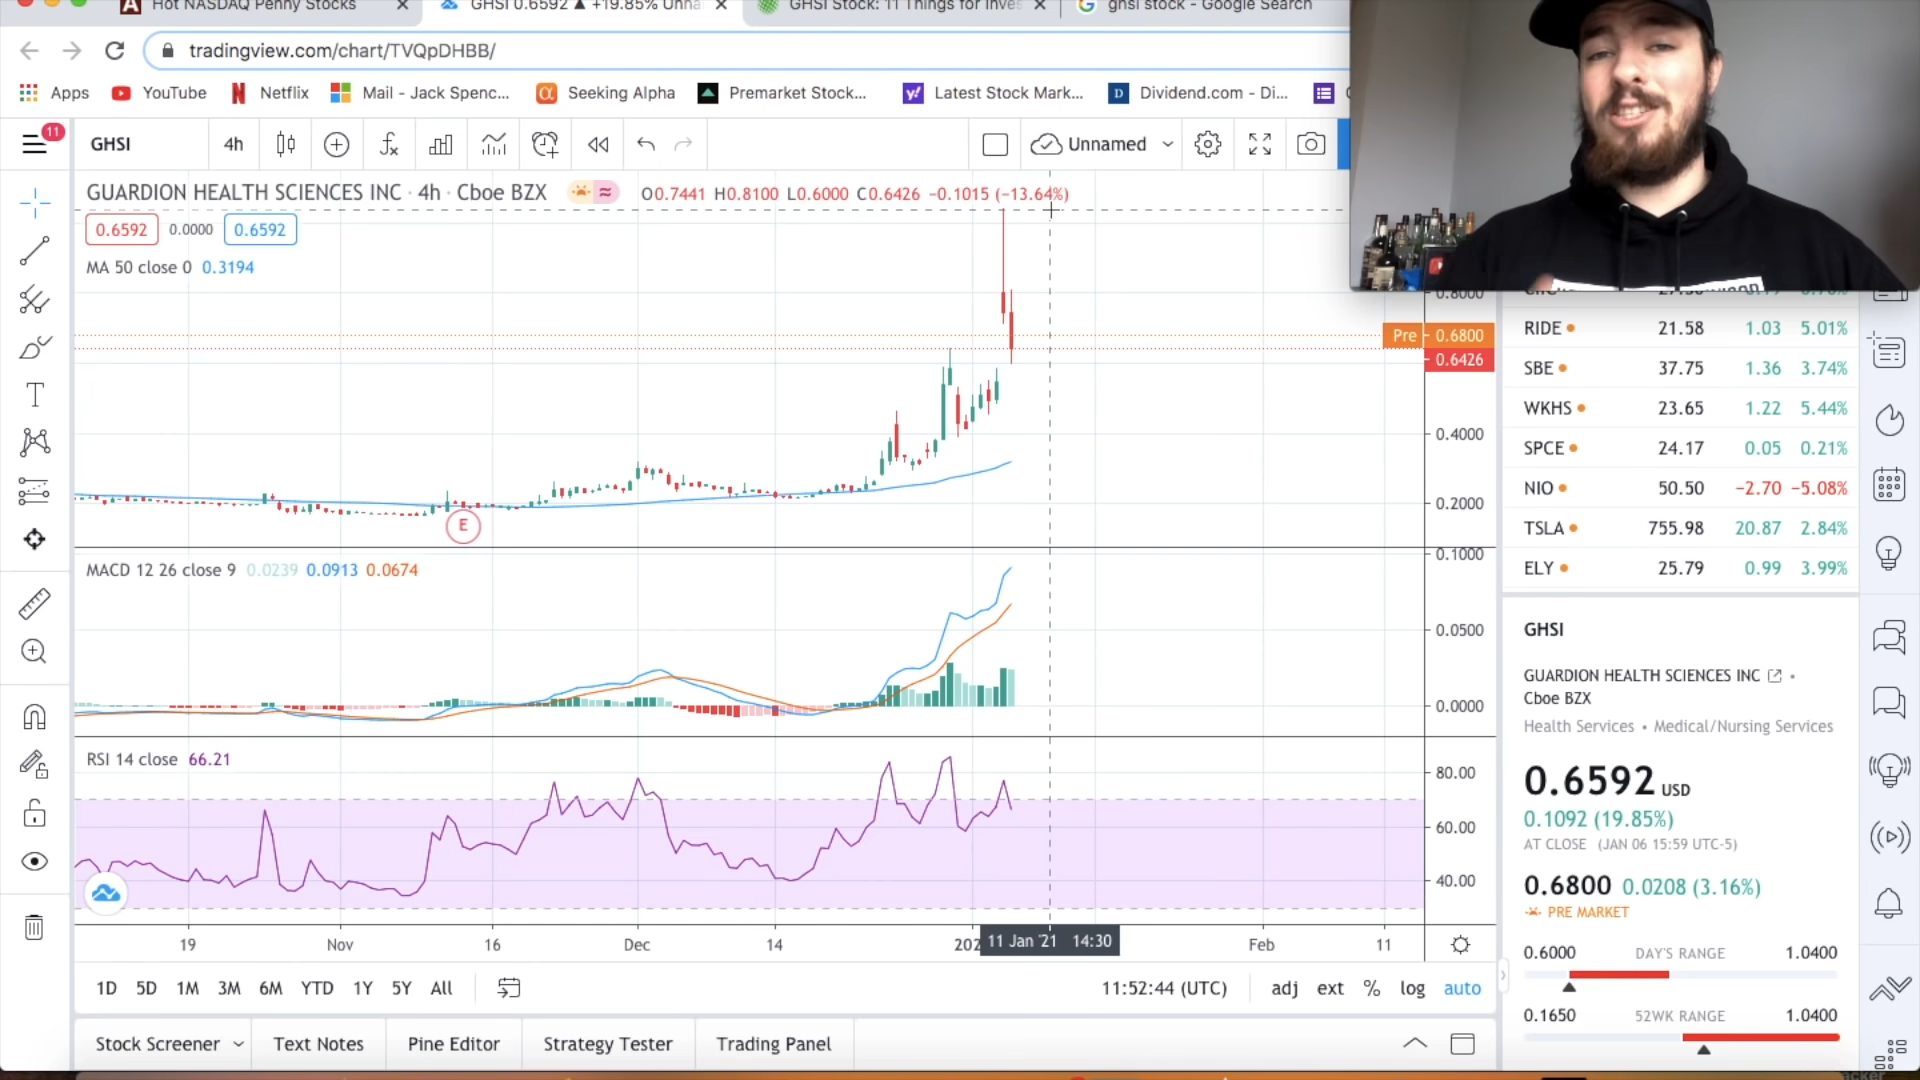 Hot NASDAQ Penny Stocks
GHSI 0.6592 ▲ +19.85% Unna
GHSI Stock: 11 Things for Inves
ghsi stock - Google Search
tradingview.com/chart/TVQpDHBB/
Apps
YouTube
Netflix
Mail - Jack Spenc...
Seeking Alpha
Premarket Stock...
Latest Stock Mark...
Dividend.com - Di...
11
GHSI
4h
Unnamed
GUARDION HEALTH SCIENCES INC · 4h · Cboe BZX
O0.7441 H0.8100 L0.6000 C0.6426 −0.1015 (−13.64%)
0.6592
0.0000
0.6592
MA 50 close 0 0.3194
0.8000
Pre 0.6800
0.6426
0.4000
0.2000
E
MACD 12 26 close 9 0.0239 0.0913 0.0674
0.1000
0.0500
0.0000
RSI 14 close 66.21
80.00
60.00
40.00
19
Nov
16
Dec
14
202
11 Jan '21 14:30
Feb
11
1D
5D
1M
3M
6M
YTD
1Y
5Y
All
11:52:44 (UTC)
adj
ext
%
log
auto
Stock Screener
Text Notes
Pine Editor
Strategy Tester
Trading Panel
RIDE 21.58 1.03 5.01%
SBE 37.75 1.36 3.74%
WKHS 23.65 1.22 5.44%
SPCE 24.17 0.05 0.21%
NIO 50.50 −2.70 −5.08%
TSLA 755.98 20.87 2.84%
ELY 25.79 0.99 3.99%
GHSI
GUARDION HEALTH SCIENCES INC
Cboe BZX
Health Services • Medical/Nursing Services
0.6592 USD
0.1092 (19.85%)
AT CLOSE (JAN 06 15:59 UTC-5)
0.6800 0.0208 (3.16%)
PRE MARKET
0.6000 DAY'S RANGE 1.0400
0.1650 52WK RANGE 1.0400